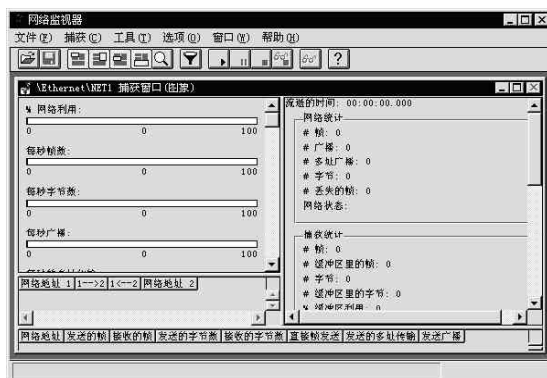 网络监视器
文件(F) 捕获(C) 工具(T) 选项(O) 窗口(W) 帮助(H)
\Ethernet\NET1 捕获窗口(图象)
% 网络利用:
0 0 100
每秒帧数:
0 0 100
每秒字节数:
0 0 100
每秒广播:
0 0 100
网络地址 1 1-->2 1<--2 网络地址 2
流逝的时间: 00:00:00.000
网络统计
# 帧: 0
# 广播: 0
# 多址广播: 0
# 字节: 0
# 丢失的帧: 0
网络状态:
捕获统计
# 帧: 0
# 缓冲区里的帧: 0
# 字节: 0
# 缓冲区里的字节: 0
% 缓冲区利用: 0
网络地址 发送的帧 接收的帧 发送的字节数 接收的字节数 直接帧发送 发送的多址传输 发送广播